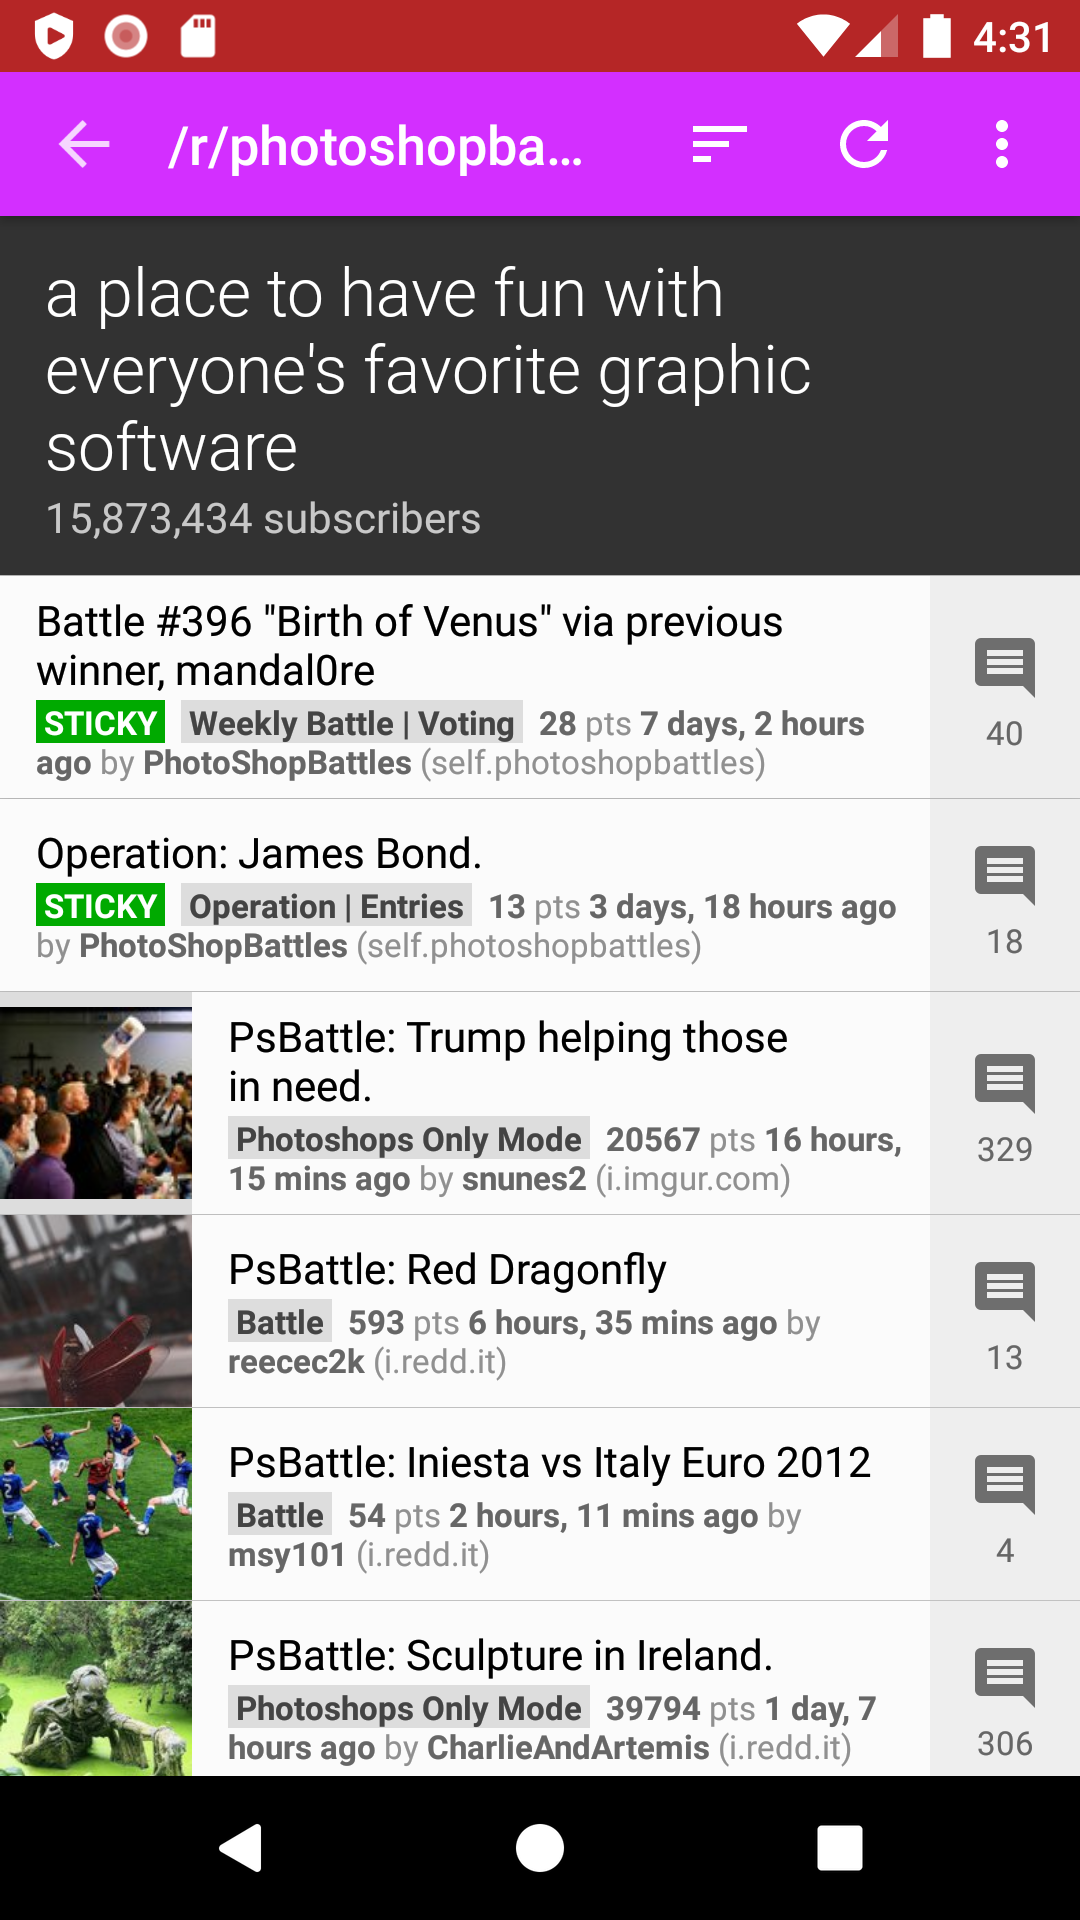 4:31
/r/photoshopba...
a place to have fun with
everyone's favorite graphic
software
15,873,434 subscribers
Battle #396 "Birth of Venus" via previous
winner, mandal0re
STICKY Weekly Battle | Voting 28 pts 7 days, 2 hours
ago by PhotoShopBattles (self.photoshopbattles)
40
Operation: James Bond.
STICKY Operation | Entries 13 pts 3 days, 18 hours ago
by PhotoShopBattles (self.photoshopbattles)
18
PsBattle: Trump helping those
in need.
Photoshops Only Mode 20567 pts 16 hours,
15 mins ago by snunes2 (i.imgur.com)
329
PsBattle: Red Dragonfly
Battle 593 pts 6 hours, 35 mins ago by
reecec2k (i.redd.it)
13
PsBattle: Iniesta vs Italy Euro 2012
Battle 54 pts 2 hours, 11 mins ago by
msy101 (i.redd.it)
4
PsBattle: Sculpture in Ireland.
Photoshops Only Mode 39794 pts 1 day, 7
hours ago by CharlieAndArtemis (i.redd.it)
306